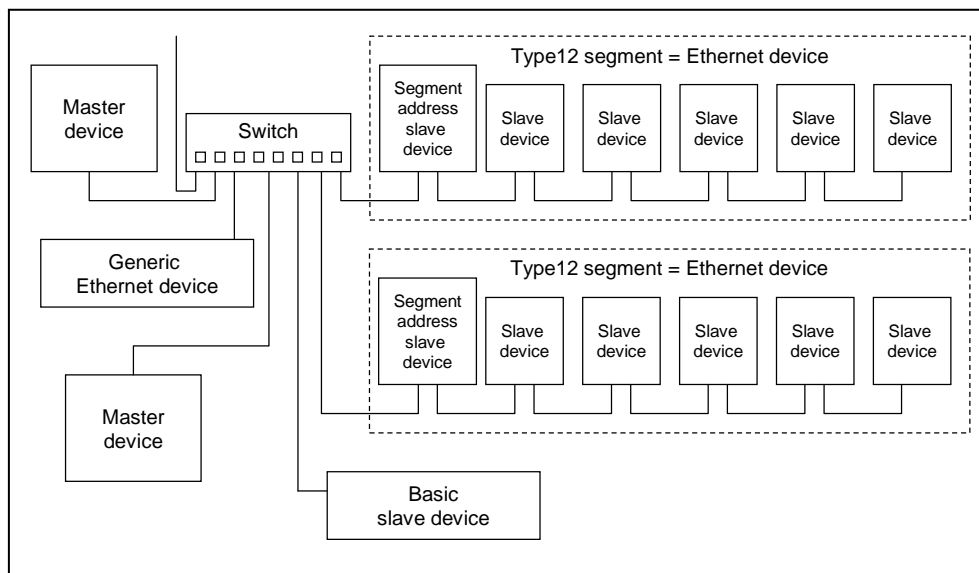 Master
device
Switch
Generic
Ethernet device
Master
device
Basic
slave device
Type12 segment = Ethernet device
Segment
address
slave
device
Slave
device
Slave
device
Slave
device
Slave
device
Slave
device
Type12 segment = Ethernet device
Segment
address
slave
device
Slave
device
Slave
device
Slave
device
Slave
device
Slave
device